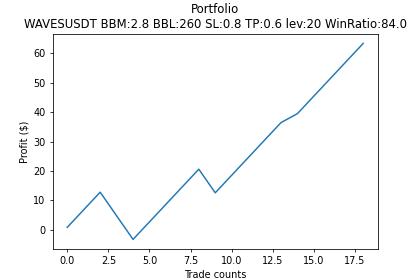 Portfolio
WAVESUSDT BBM:2.8 BBL:260 SL:0.8 TP:0.6 lev:20 WinRatio:84.0
Profit ($)
60
50
40
30
20
10
0
0.0 2.5 5.0 7.5 10.0 12.5 15.0 17.5
Trade counts